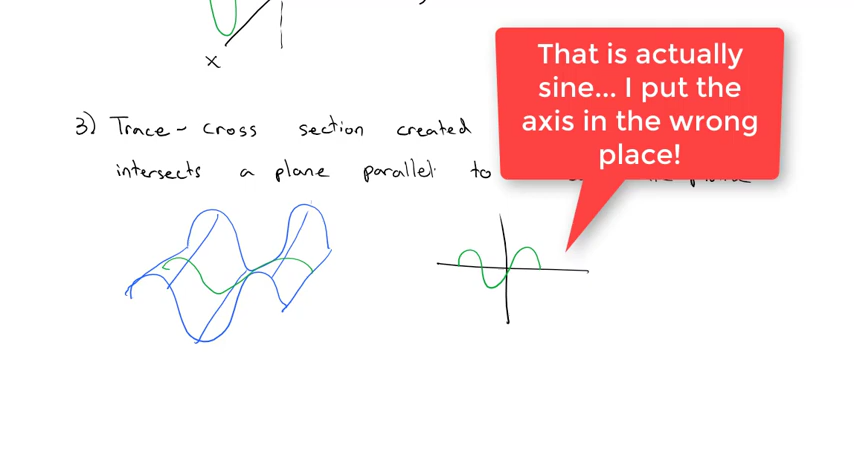 x
That is actually
sine... I put the
axis in the wrong
place!
3) Trace - cross section created
intersects a plane parallel to